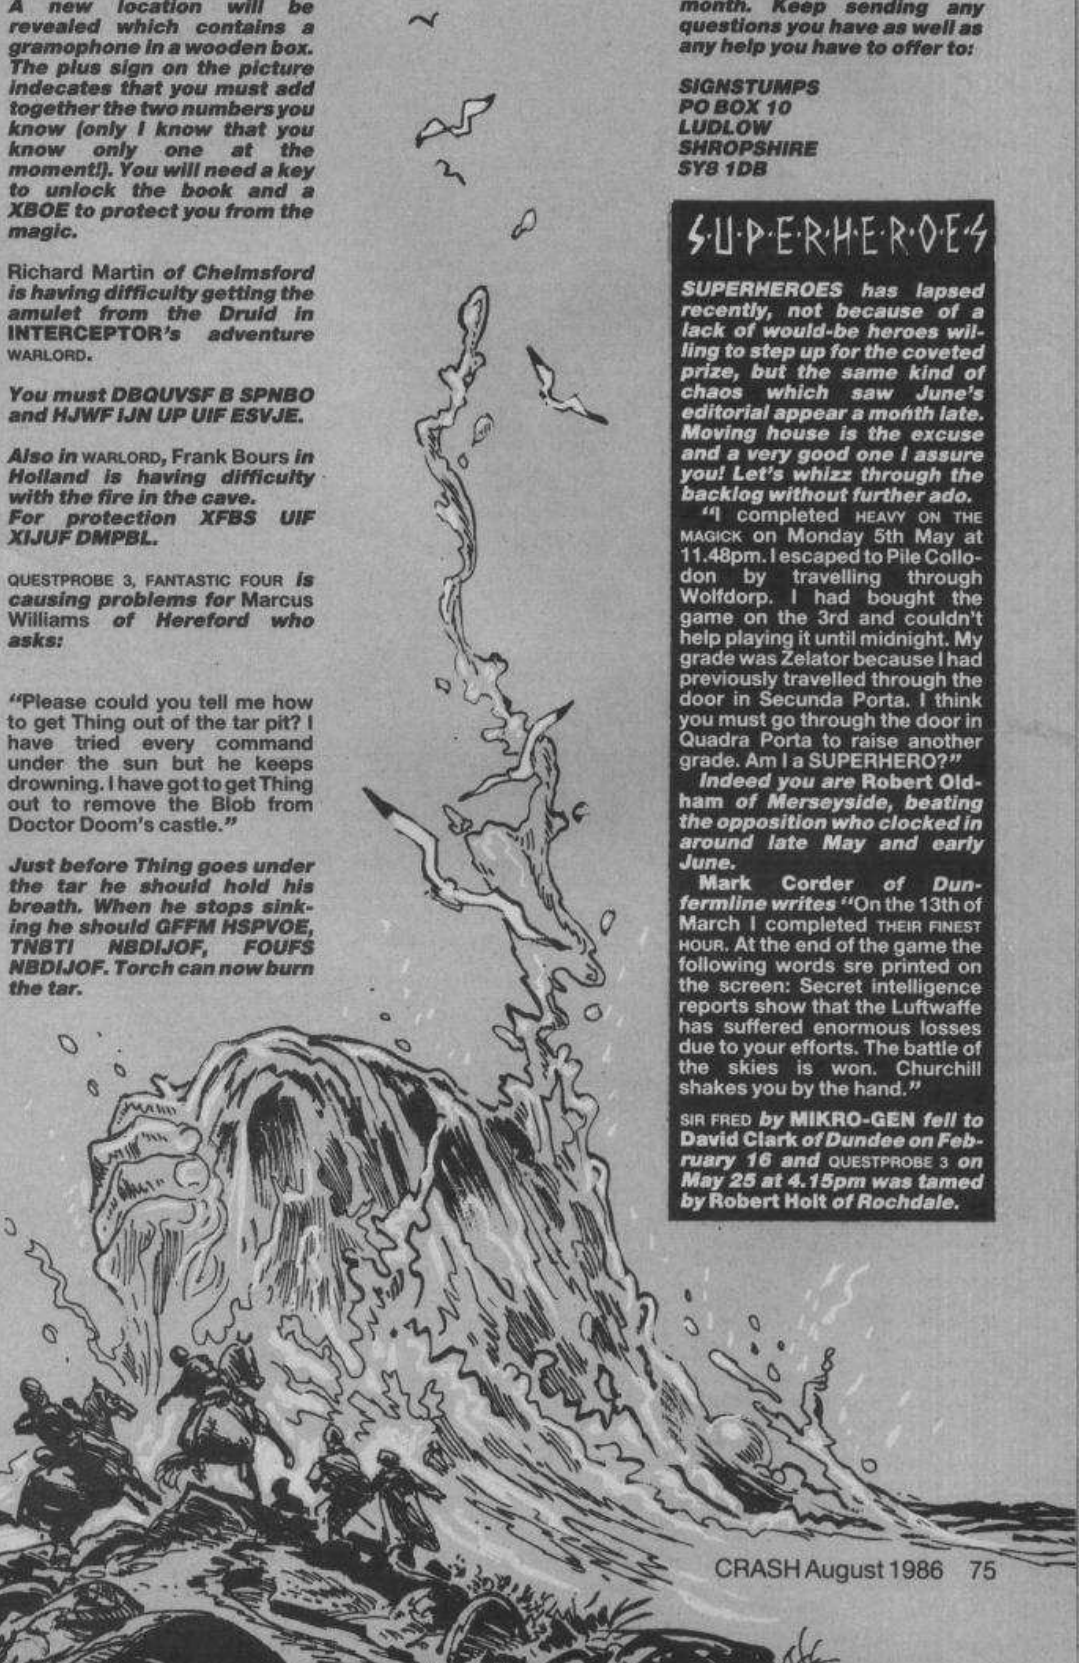 A new location will be
revealed which contains a
gramophone in a wooden box.
The plus sign on the picture
indecates that you must add
together the two numbers you
know (only I know that you
know only one at the
moment!). You will need a key
to unlock the book and a
XBOE to protect you from the
magic.
Richard Martin of Chelmsford
is having difficulty getting the
amulet from the Druid in
INTERCEPTOR's adventure
WARLORD.
You must DBQUVSF B SPNBO
and HJWF IJN UP UIF ESVJE.
Also in WARLORD, Frank Bours in
Holland is having difficulty
with the fire in the cave.
For protection XFBS UIF
XIJUF DMPBL.
QUESTPROBE 3, FANTASTIC FOUR is
causing problems for Marcus
Williams of Hereford who
asks:
"Please could you tell me how
to get Thing out of the tar pit? I
have tried every command
under the sun but he keeps
drowning. I have got to get Thing
out to remove the Blob from
Doctor Doom's castle."
Just before Thing goes under
the tar he should hold his
breath. When he stops sink-
ing he should GFFM HSPVOE,
TNBTI NBDIJOF, FOUFS
NBDIJOF. Torch can now burn
the tar.
month. Keep sending any
questions you have as well as
any help you have to offer to:
SIGNSTUMPS
PO BOX 10
LUDLOW
SHROPSHIRE
SY8 1DB
S·U·P·E·R·H·E·R·O·E·S
SUPERHEROES has lapsed
recently, not because of a
lack of would-be heroes wil-
ling to step up for the coveted
prize, but the same kind of
chaos which saw June's
editorial appear a month late.
Moving house is the excuse
and a very good one I assure
you! Let's whizz through the
backlog without further ado.
"I completed HEAVY ON THE
MAGICK on Monday 5th May at
11.48pm. I escaped to Pile Collo-
don by travelling through
Wolfdorp. I had bought the
game on the 3rd and couldn't
help playing it until midnight. My
grade was Zelator because I had
previously travelled through the
door in Secunda Porta. I think
you must go through the door in
Quadra Porta to raise another
grade. Am I a SUPERHERO?"
Indeed you are Robert Old-
ham of Merseyside, beating
the opposition who clocked in
around late May and early
June.
Mark Corder of Dun-
fermline writes "On the 13th of
March I completed THEIR FINEST
HOUR. At the end of the game the
following words sre printed on
the screen: Secret intelligence
reports show that the Luftwaffe
has suffered enormous losses
due to your efforts. The battle of
the skies is won. Churchill
shakes you by the hand."
SIR FRED by MIKRO-GEN fell to
David Clark of Dundee on Feb-
ruary 16 and QUESTPROBE 3 on
May 25 at 4.15pm was tamed
by Robert Holt of Rochdale.
CRASH August 1986 75